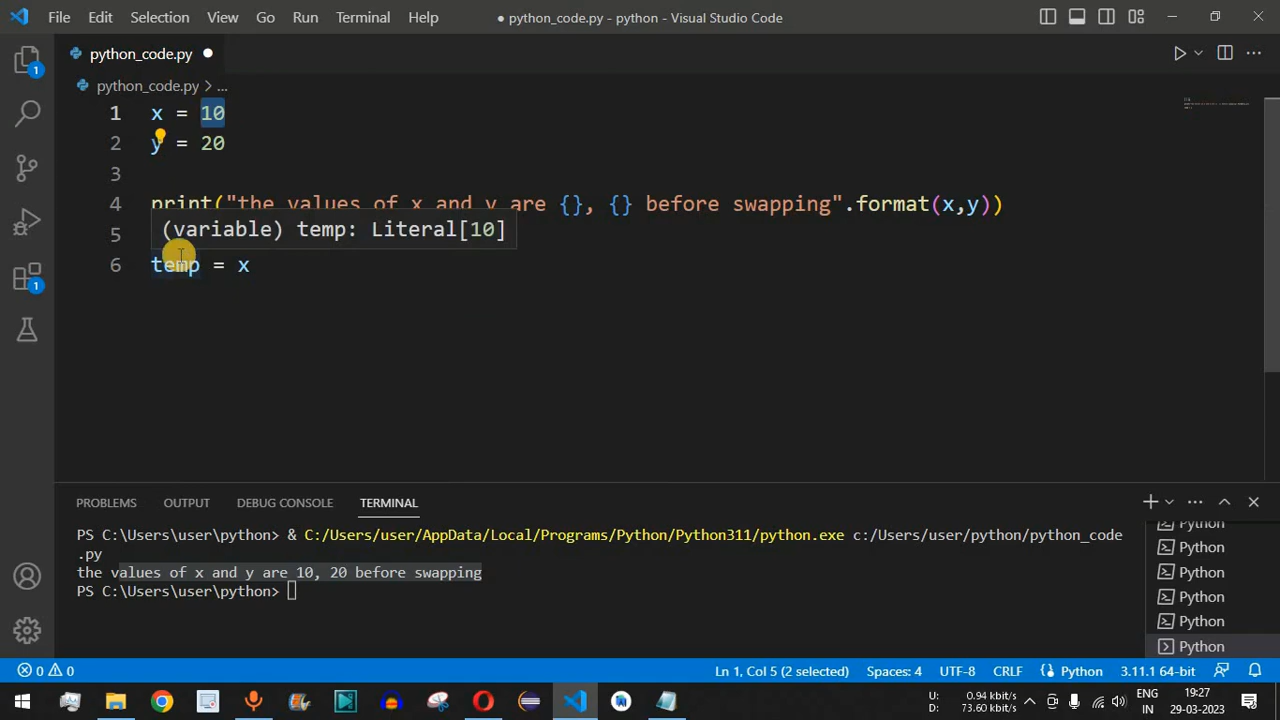 File Edit Selection View Go Run Terminal Help
● python_code.py - python - Visual Studio Code
python_code.py ●
python_code.py > ...
1 x = 10
2 y = 20
3
4 print("the values of x and y are {}, {} before swapping".format(x,y))
5 (variable) temp: Literal[10]
6 temp = x
1
1
PROBLEMS OUTPUT DEBUG CONSOLE TERMINAL
PS C:\Users\user\python> & C:/Users/user/AppData/Local/Programs/Python/Python311/python.exe c:/Users/user/python/python_code
.py
the values of x and y are 10, 20 before swapping
PS C:\Users\user\python>
Python
Python
Python
Python
Python
Python
0 0 Ln 1, Col 5 (2 selected) Spaces: 4 UTF-8 CRLF Python 3.11.1 64-bit
U: 0.94 kbit/s
D: 73.60 kbit/s
ENG
IN
19:27
29-03-2023